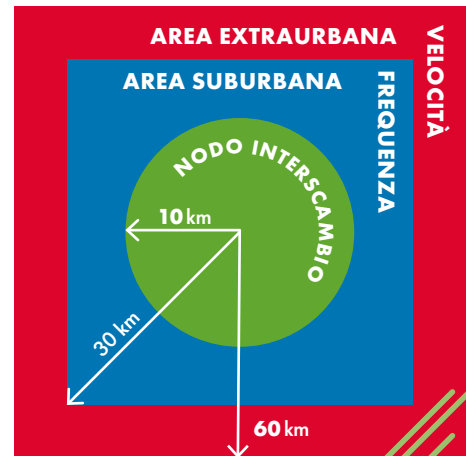 AREA EXTRAURBANA
VELOCITÀ
AREA SUBURBANA
FREQUENZA
NODO INTERSCAMBIO
10 km
30 km
60 km